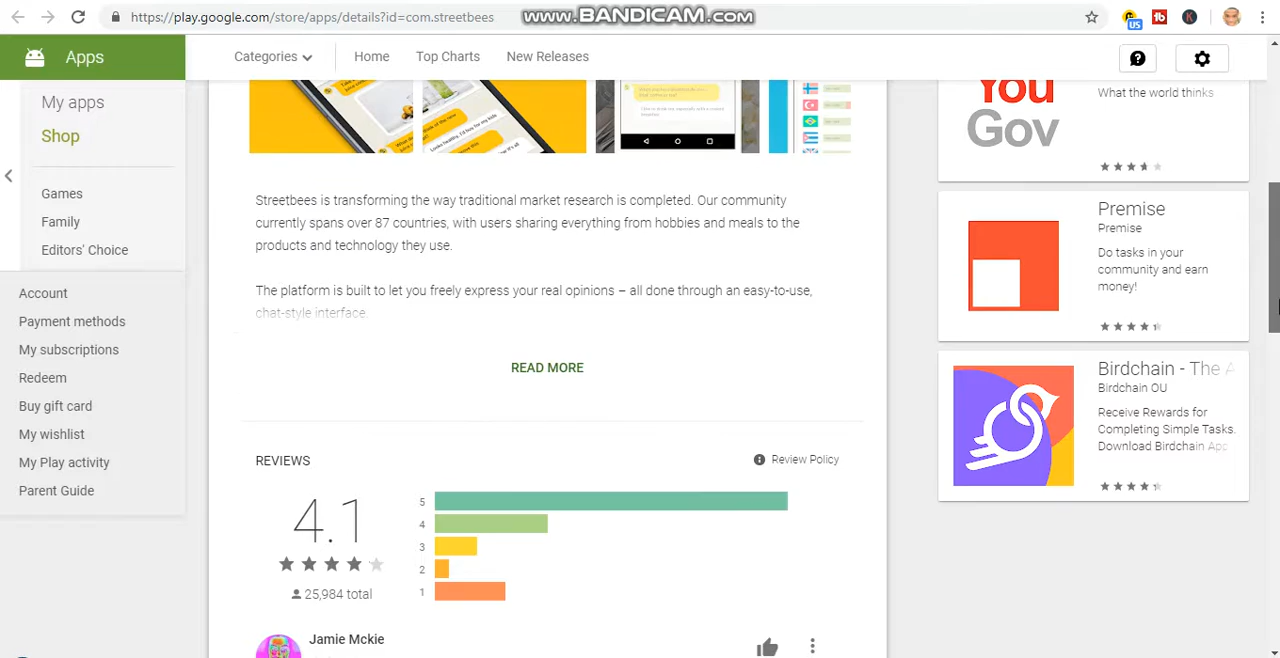 https://play.google.com/store/apps/details?id=com.streetbees
www.BANDICAM.com
US
Apps
Categories
Home
Top Charts
New Releases
My apps
Shop
Games
Family
Editors' Choice
Account
Payment methods
My subscriptions
Redeem
Buy gift card
My wishlist
My Play activity
Parent Guide
Streetbees is transforming the way traditional market research is completed. Our community
currently spans over 87 countries, with users sharing everything from hobbies and meals to the
products and technology they use.
The platform is built to let you freely express your real opinions – all done through an easy-to-use,
chat-style interface.
READ MORE
REVIEWS
Review Policy
4.1
25,984 total
5
4
3
2
1
Jamie Mckie
You
Gov
What the world thinks
Premise
Premise
Do tasks in your
community and earn
money!
Birdchain - The A
Birdchain OU
Receive Rewards for
Completing Simple Tasks.
Download Birdchain App